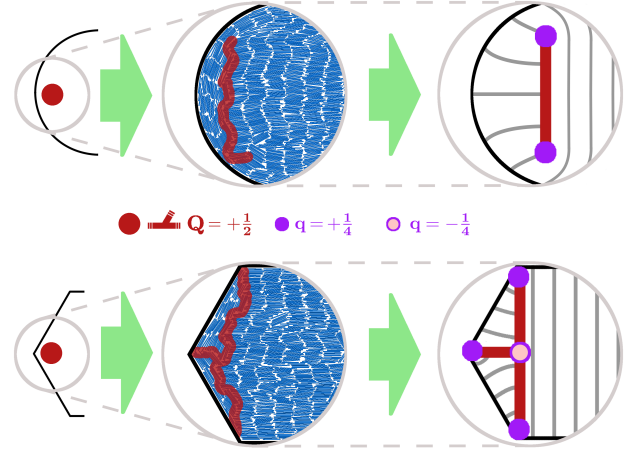 Q = +1/2 q = +1/4 q = −1/4